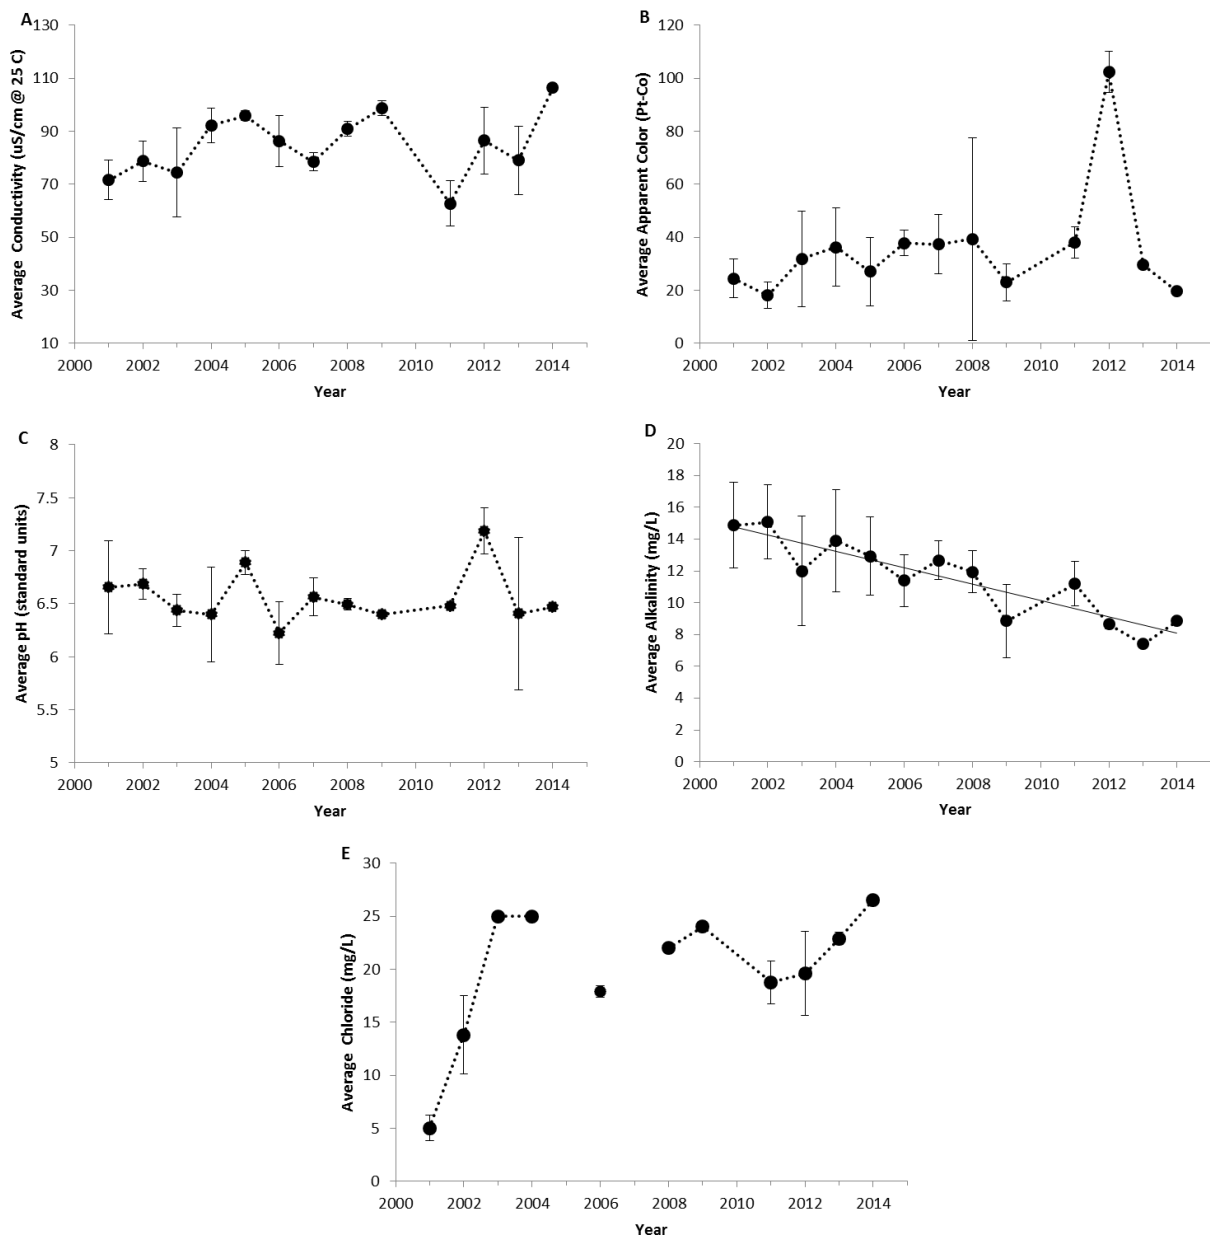 A
Average Conductivity (uS/cm @ 25 C)
130
110
90
70
50
30
10
2000 2002 2004 2006 2008 2010 2012 2014
Year
B
Average Apparent Color (Pt-Co)
120
100
80
60
40
20
0
2000 2002 2004 2006 2008 2010 2012 2014
Year
C
Average pH (standard units)
8
7.5
7
6.5
6
5.5
5
2000 2002 2004 2006 2008 2010 2012 2014
Year
D
Average Alkalinity (mg/L)
20
18
16
14
12
10
8
6
4
2
0
2000 2002 2004 2006 2008 2010 2012 2014
Year
E
Average Chloride (mg/L)
30
25
20
15
10
5
0
2000 2002 2004 2006 2008 2010 2012 2014
Year